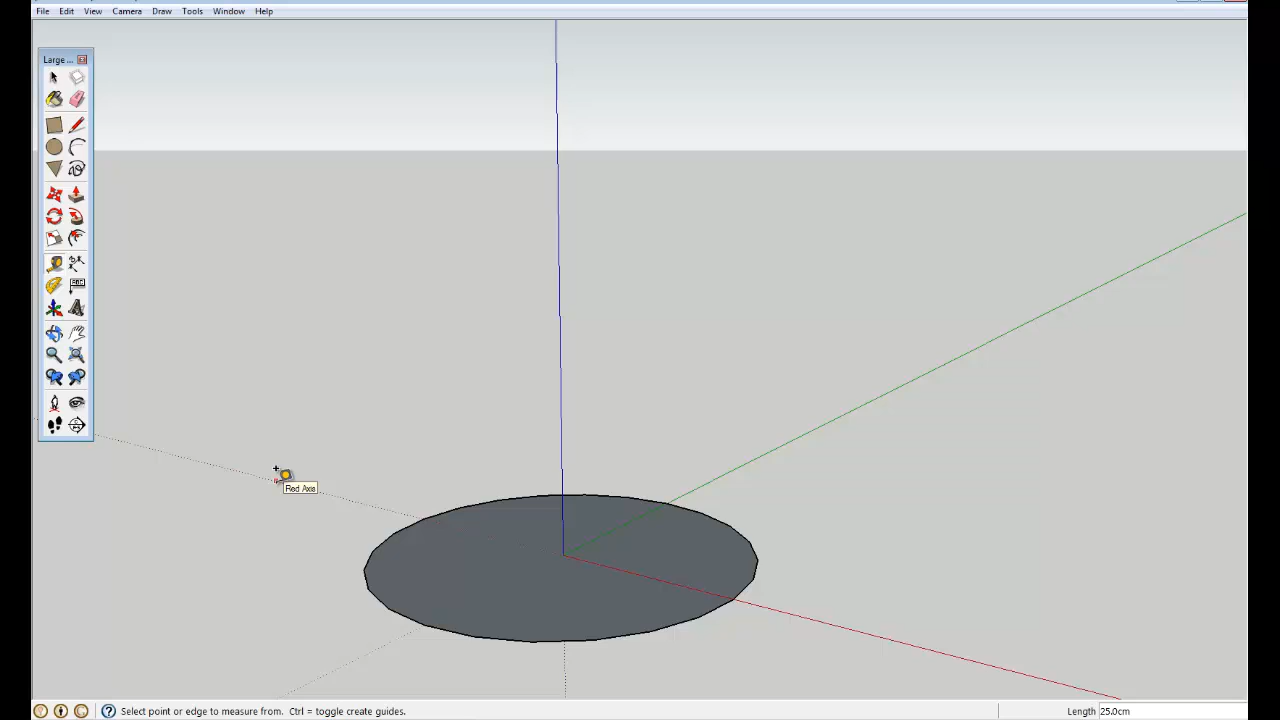 File Edit View Camera Draw Tools Window Help
Large ...
Red Axis
Select point or edge to measure from. Ctrl = toggle create guides.
Length 25.0cm